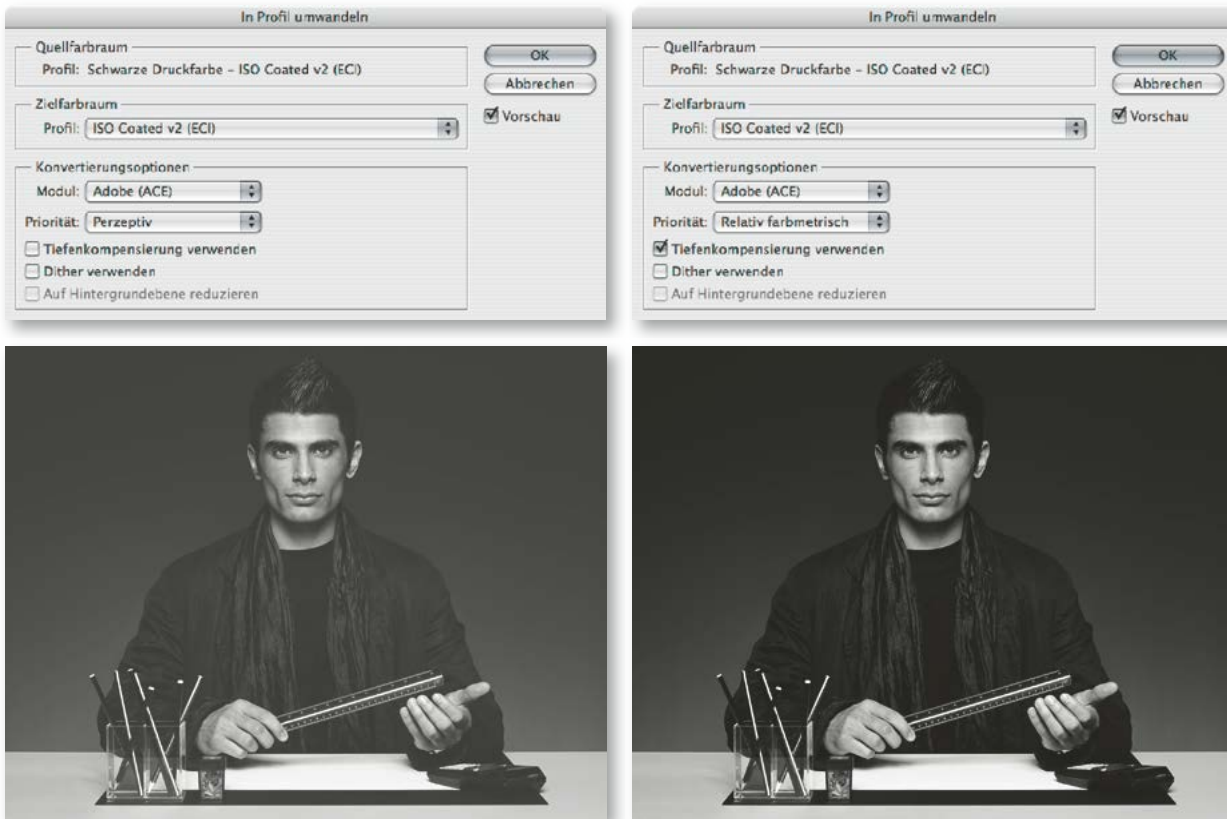 In Profil umwandeln
Quellfarbraum
Profil: Schwarze Druckfarbe – ISO Coated v2 (ECI)
OK
Abbrechen
Vorschau
Zielfarbraum
Profil: ISO Coated v2 (ECI)
Konvertierungsoptionen
Modul: Adobe (ACE)
Priorität: Perzeptiv
Tiefenkompensierung verwenden
Dither verwenden
Auf Hintergrundebene reduzieren
In Profil umwandeln
Quellfarbraum
Profil: Schwarze Druckfarbe – ISO Coated v2 (ECI)
OK
Abbrechen
Vorschau
Zielfarbraum
Profil: ISO Coated v2 (ECI)
Konvertierungsoptionen
Modul: Adobe (ACE)
Priorität: Relativ farbmetrisch
Tiefenkompensierung verwenden
Dither verwenden
Auf Hintergrundebene reduzieren